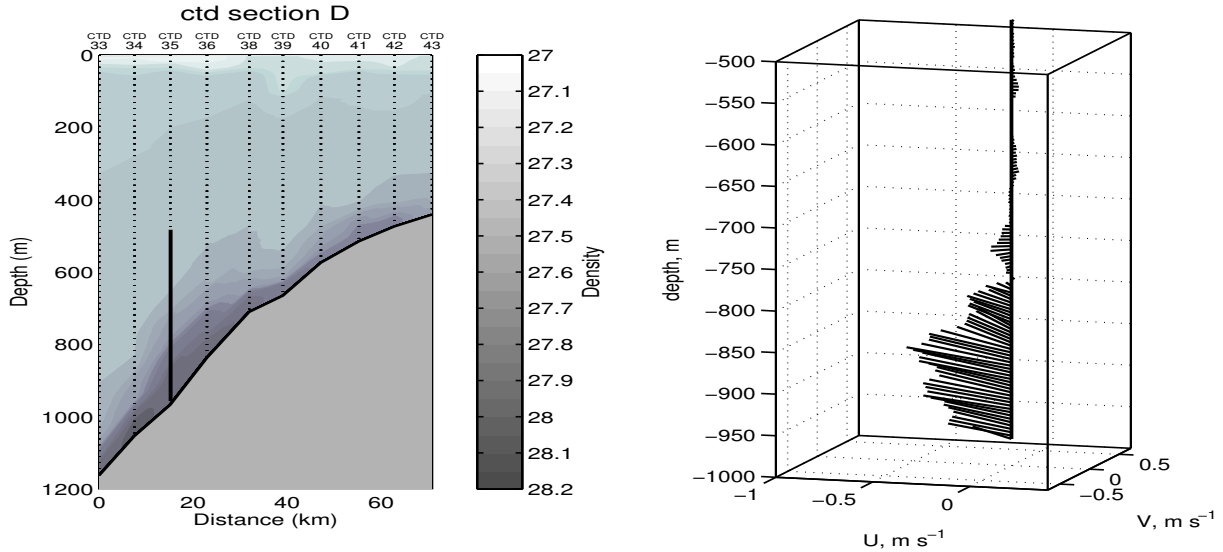 ctd section D
CTD CTD CTD CTD CTD CTD CTD CTD CTD CTD
33 34 35 36 38 39 40 41 42 43
0
200
400
600
800
1000
1200
Depth (m)
0 20 40 60
Distance (km)
27
27.1
27.2
27.3
27.4
27.5
27.6
27.7
27.8
27.9
28
28.1
28.2
Density
−500
−550
−600
−650
−700
−750
−800
−850
−900
−950
−1000
depth, m
−1 −0.5 0
U, m s⁻¹
−0.5 0 0.5
V, m s⁻¹